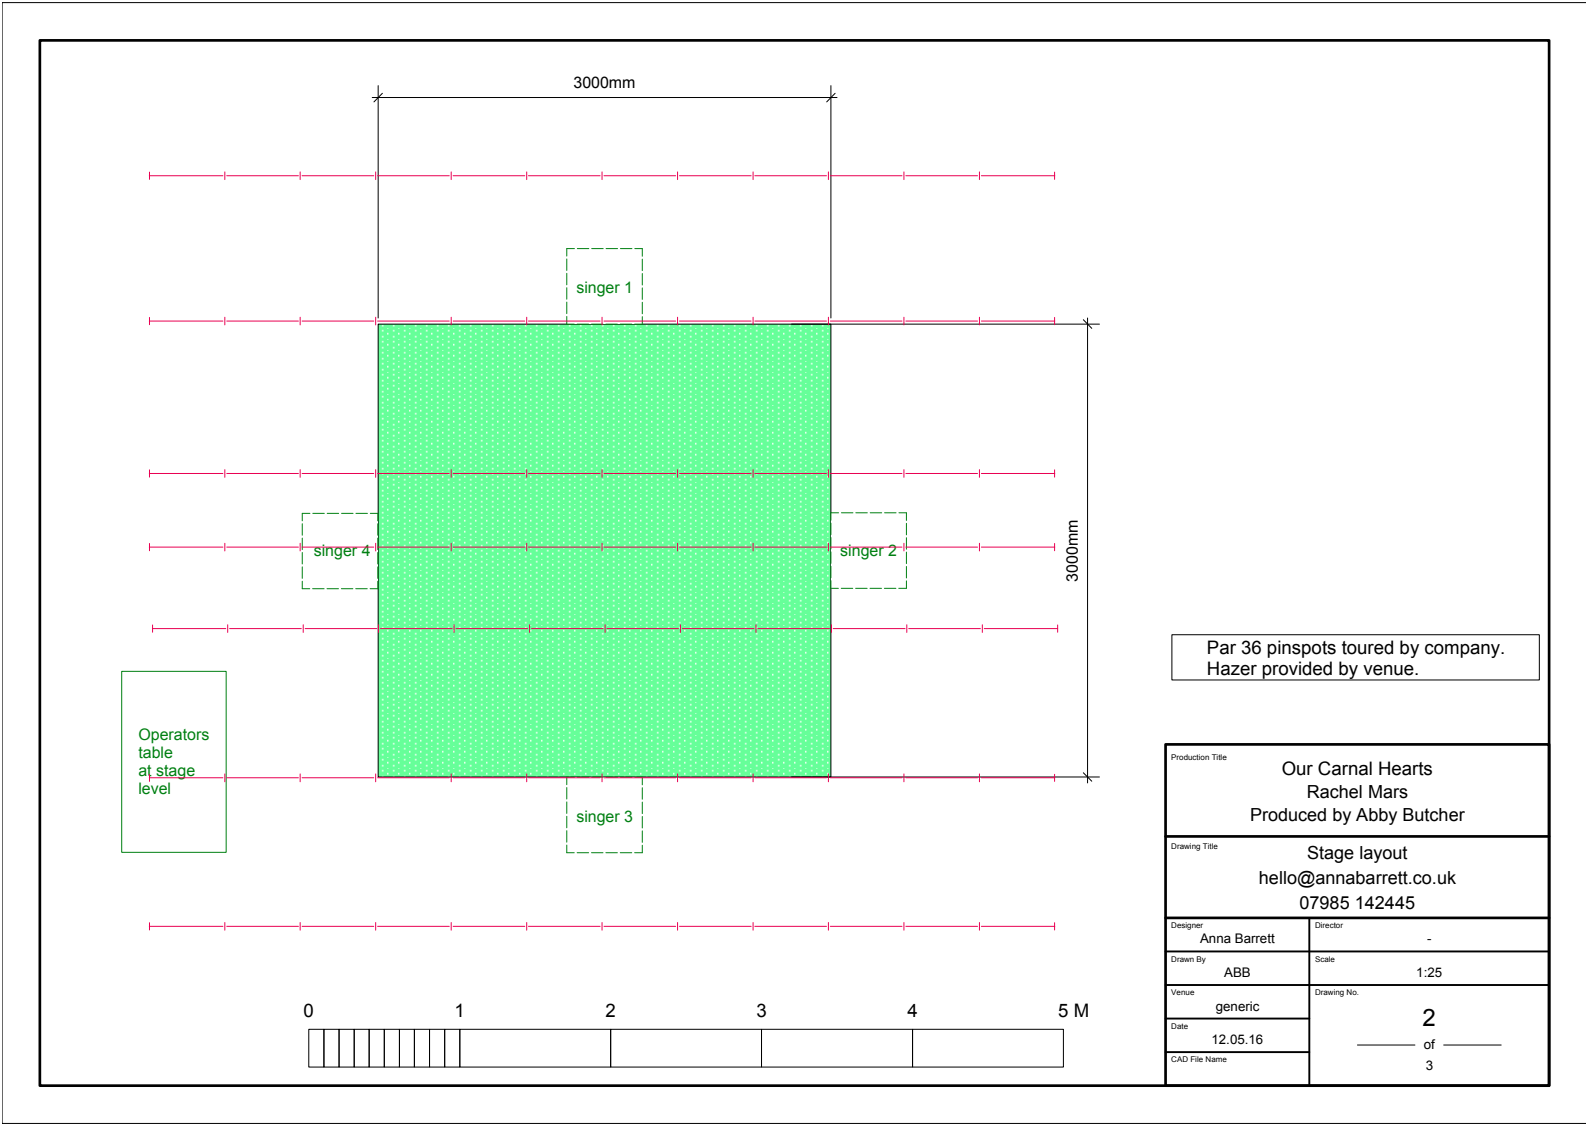 3000mm
singer 1
singer 4
singer 2
3000mm
Operators
table
at stage
level
singer 3
Par 36 pinspots toured by company.
Hazer provided by venue.
Production Title
Our Carnal Hearts
Rachel Mars
Produced by Abby Butcher
Drawing Title
Stage layout
hello@annabarrett.co.uk
07985 142445
Designer
Anna Barrett
Director
-
Drawn By
ABB
Scale
1:25
Venue
generic
Drawing No.
2
of
3
Date
12.05.16
CAD File Name
0 1 2 3 4 5 M